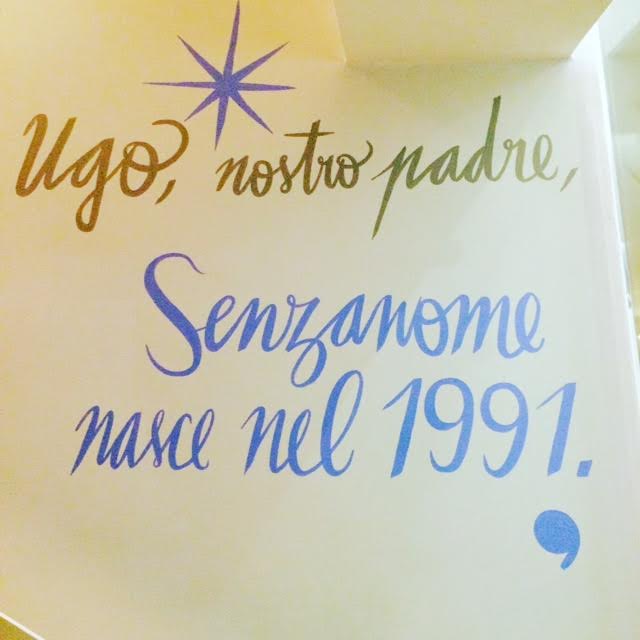 Ugo, nostro padre,
Senzanome
nasce nel 1991.
,